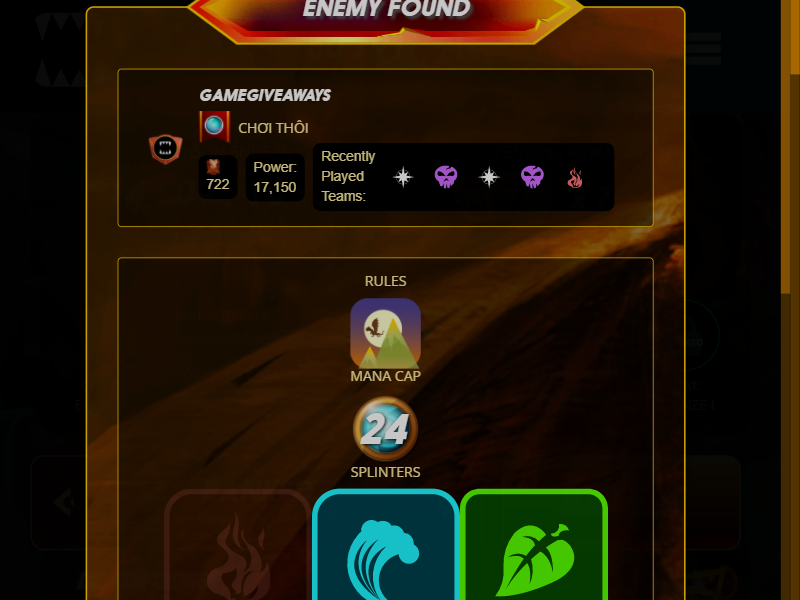 ENEMY FOUND
GAMEGIVEAWAYS
CHƠI THÔI
722
Power:
17,150
Recently
Played
Teams:
RULES
MANA CAP
24
SPLINTERS